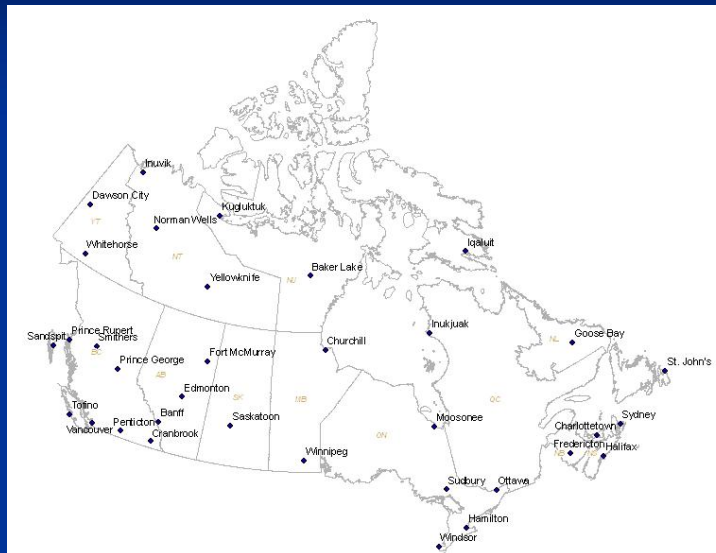 Inuvik
Dawson City
Kugluktuk
YT
Norman Wells
Iqaluit
Whitehorse
NT
Baker Lake
Yellowknife
NU
Inukjuak
Prince Rupert
Sandspit
Smithers
Churchill
Goose Bay
NL
BC
Fort McMurray
Prince George
AB
St. John's
Edmonton
SK
MB
QC
Tofino
Banff
Saskatoon
Moosonee
Sydney
Vancouver
Penticton
Charlottetown
Cranbrook
ON
Fredericton
NB
NS
Halifax
Winnipeg
Sudbury
Ottawa
Hamilton
Windsor